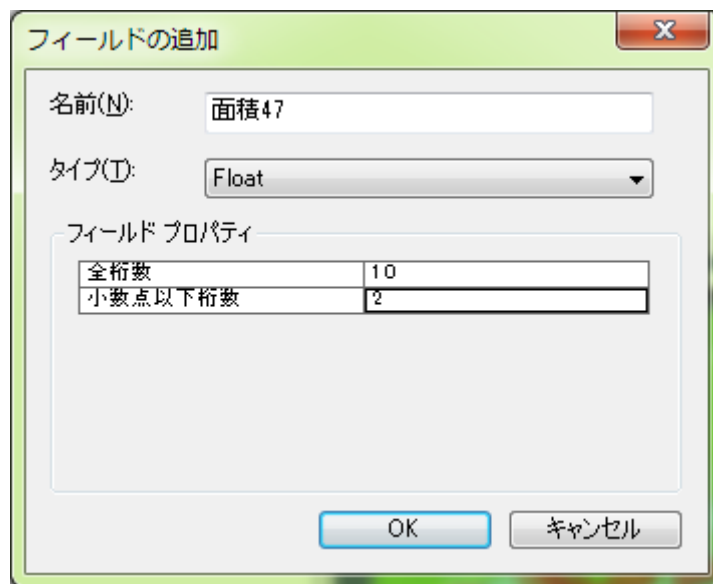 フィールドの追加
名前(N): 面積47
タイプ(T): Float
フィールド プロパティ
全桁数 10
小数点以下桁数 2
OK キャンセル